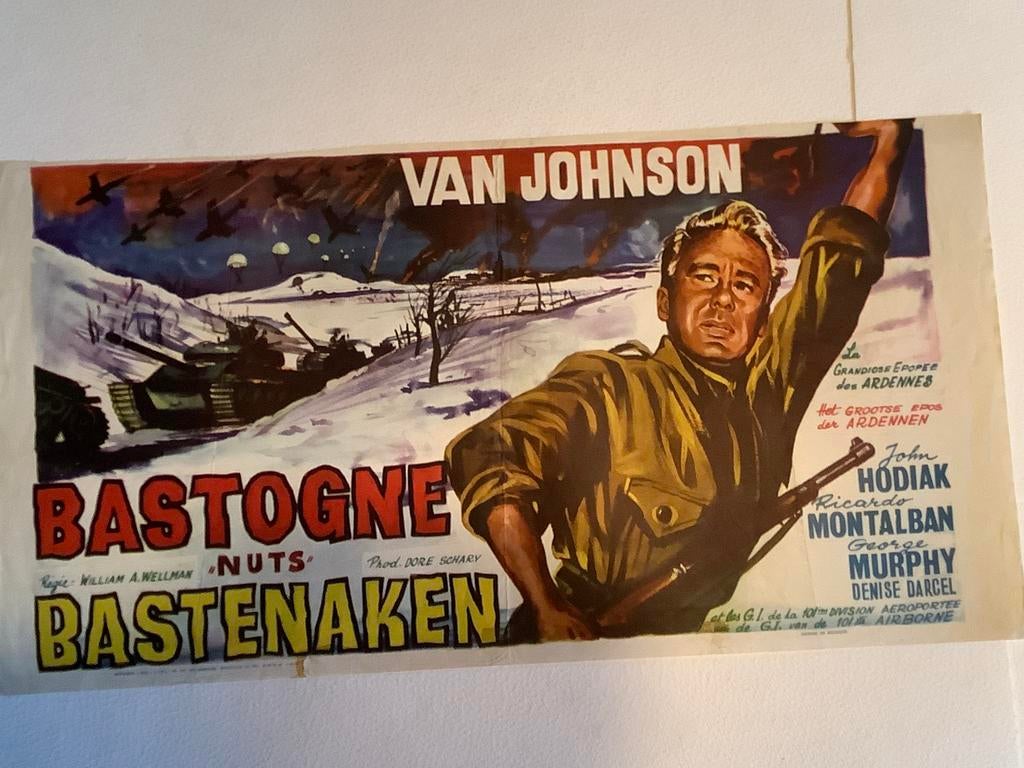 VAN JOHNSON
La
GRANDIOSE EPOPEE
des ARDENNES
Het GROOTSE EPOS
der ARDENNEN
John
HODIAK
Ricardo
MONTALBAN
George
MURPHY
DENISE DARCEL
et les G.I. de la 101ème DIVISION AEROPORTEE
de G.I. van de 101ste AIRBORNE
BASTOGNE
"NUTS"
Prod. DORE SCHARY
Regie: WILLIAM A. WELLMAN
BASTENAKEN